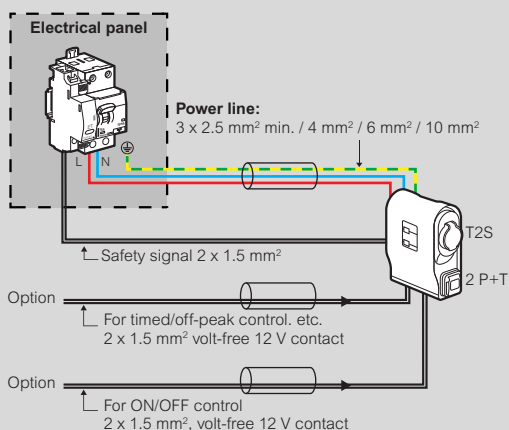 Electrical panel
Power line:
3 x 2.5 mm² min. / 4 mm² / 6 mm² / 10 mm²
L N
T2S
Safety signal 2 x 1.5 mm²
2 P+T
Option
For timed/off-peak control. etc.
2 x 1.5 mm² volt-free 12 V contact
Option
For ON/OFF control
2 x 1.5 mm², volt-free 12 V contact